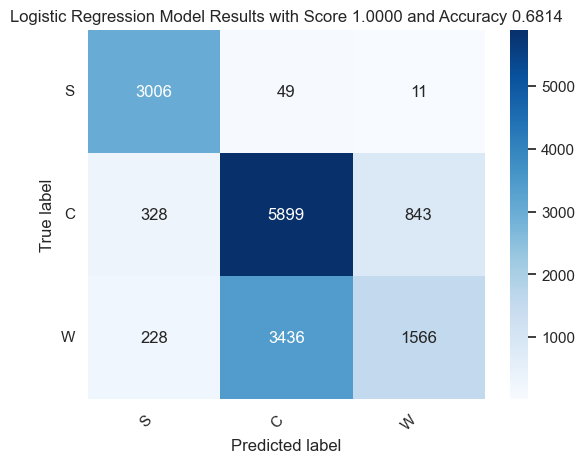 Logistic Regression Model Results with Score 1.0000 and Accuracy 0.6814
S 3006 49 11
C 328 5899 843
W 228 3436 1566
S C W
Predicted label
True label
5000
4000
3000
2000
1000